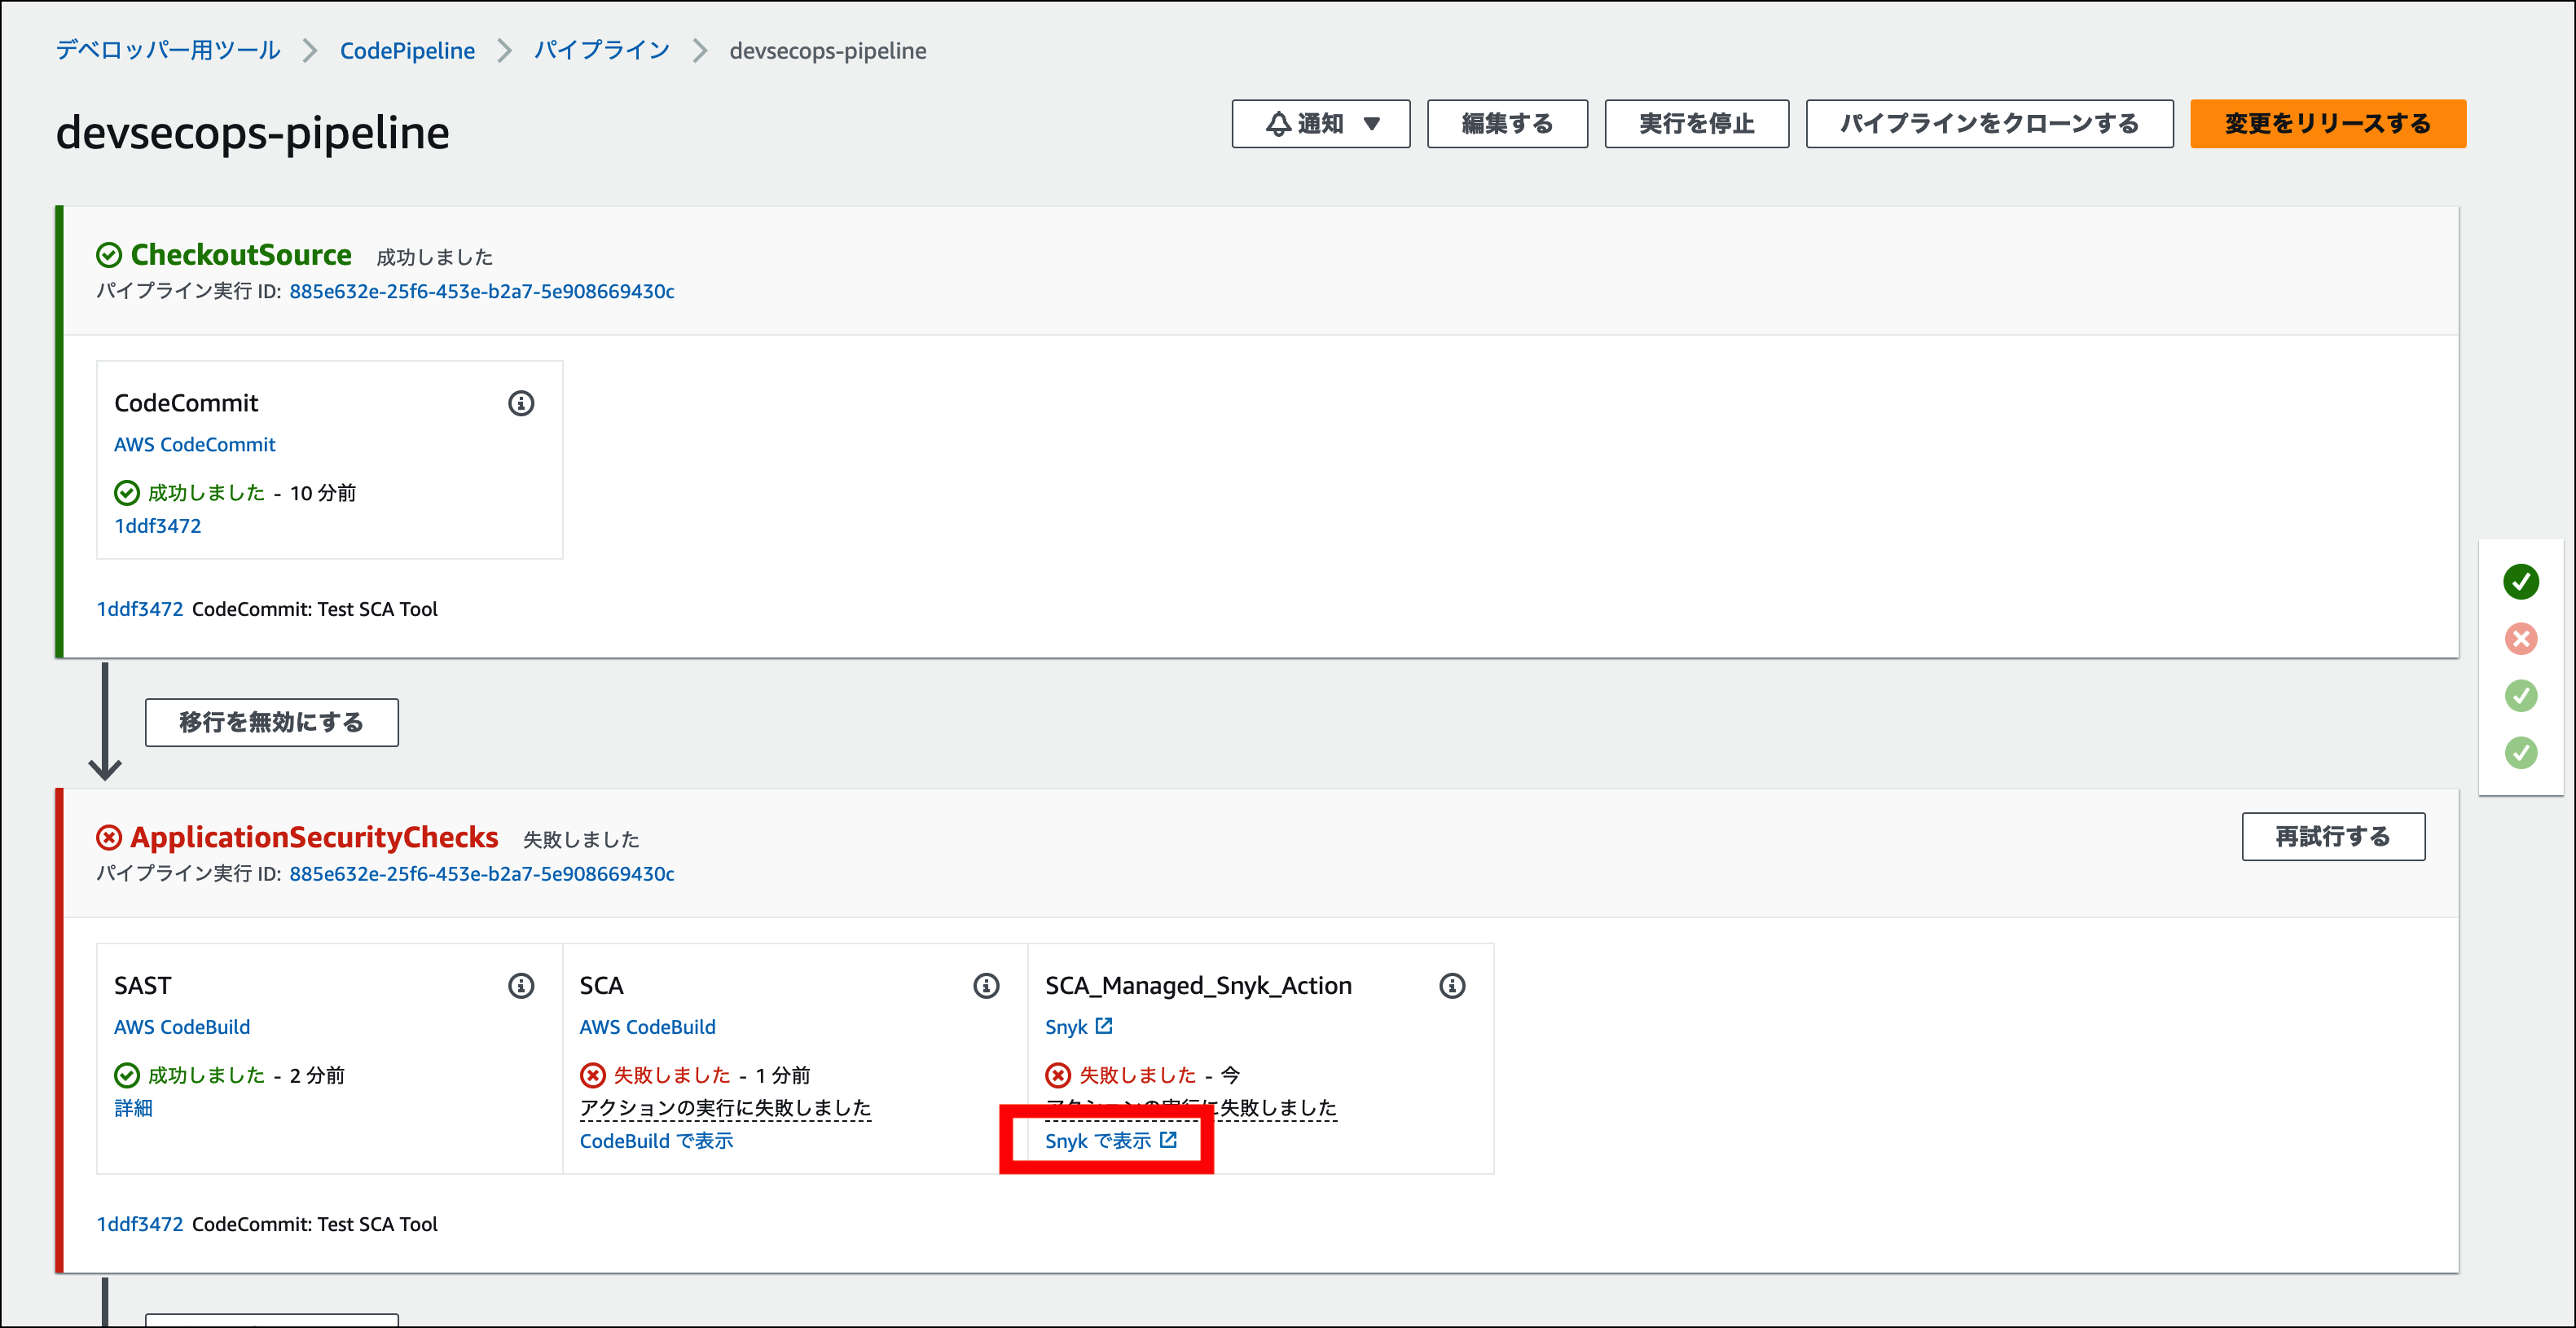 デベロッパー用ツール > CodePipeline > パイプライン > devsecops-pipeline
devsecops-pipeline
通知 ▼ 編集する 実行を停止 パイプラインをクローンする 変更をリリースする
CheckoutSource 成功しました
パイプライン実行 ID: 885e632e-25f6-453e-b2a7-5e908669430c
CodeCommit
AWS CodeCommit
成功しました - 10 分前
1ddf3472
1ddf3472 CodeCommit: Test SCA Tool
移行を無効にする
ApplicationSecurityChecks 失敗しました
再試行する
パイプライン実行 ID: 885e632e-25f6-453e-b2a7-5e908669430c
SAST
AWS CodeBuild
成功しました - 2 分前
詳細
SCA
AWS CodeBuild
失敗しました - 1 分前
アクションの実行に失敗しました
CodeBuild で表示
SCA_Managed_Snyk_Action
Snyk
失敗しました - 今
アクションの実行に失敗しました
Snyk で表示
1ddf3472 CodeCommit: Test SCA Tool